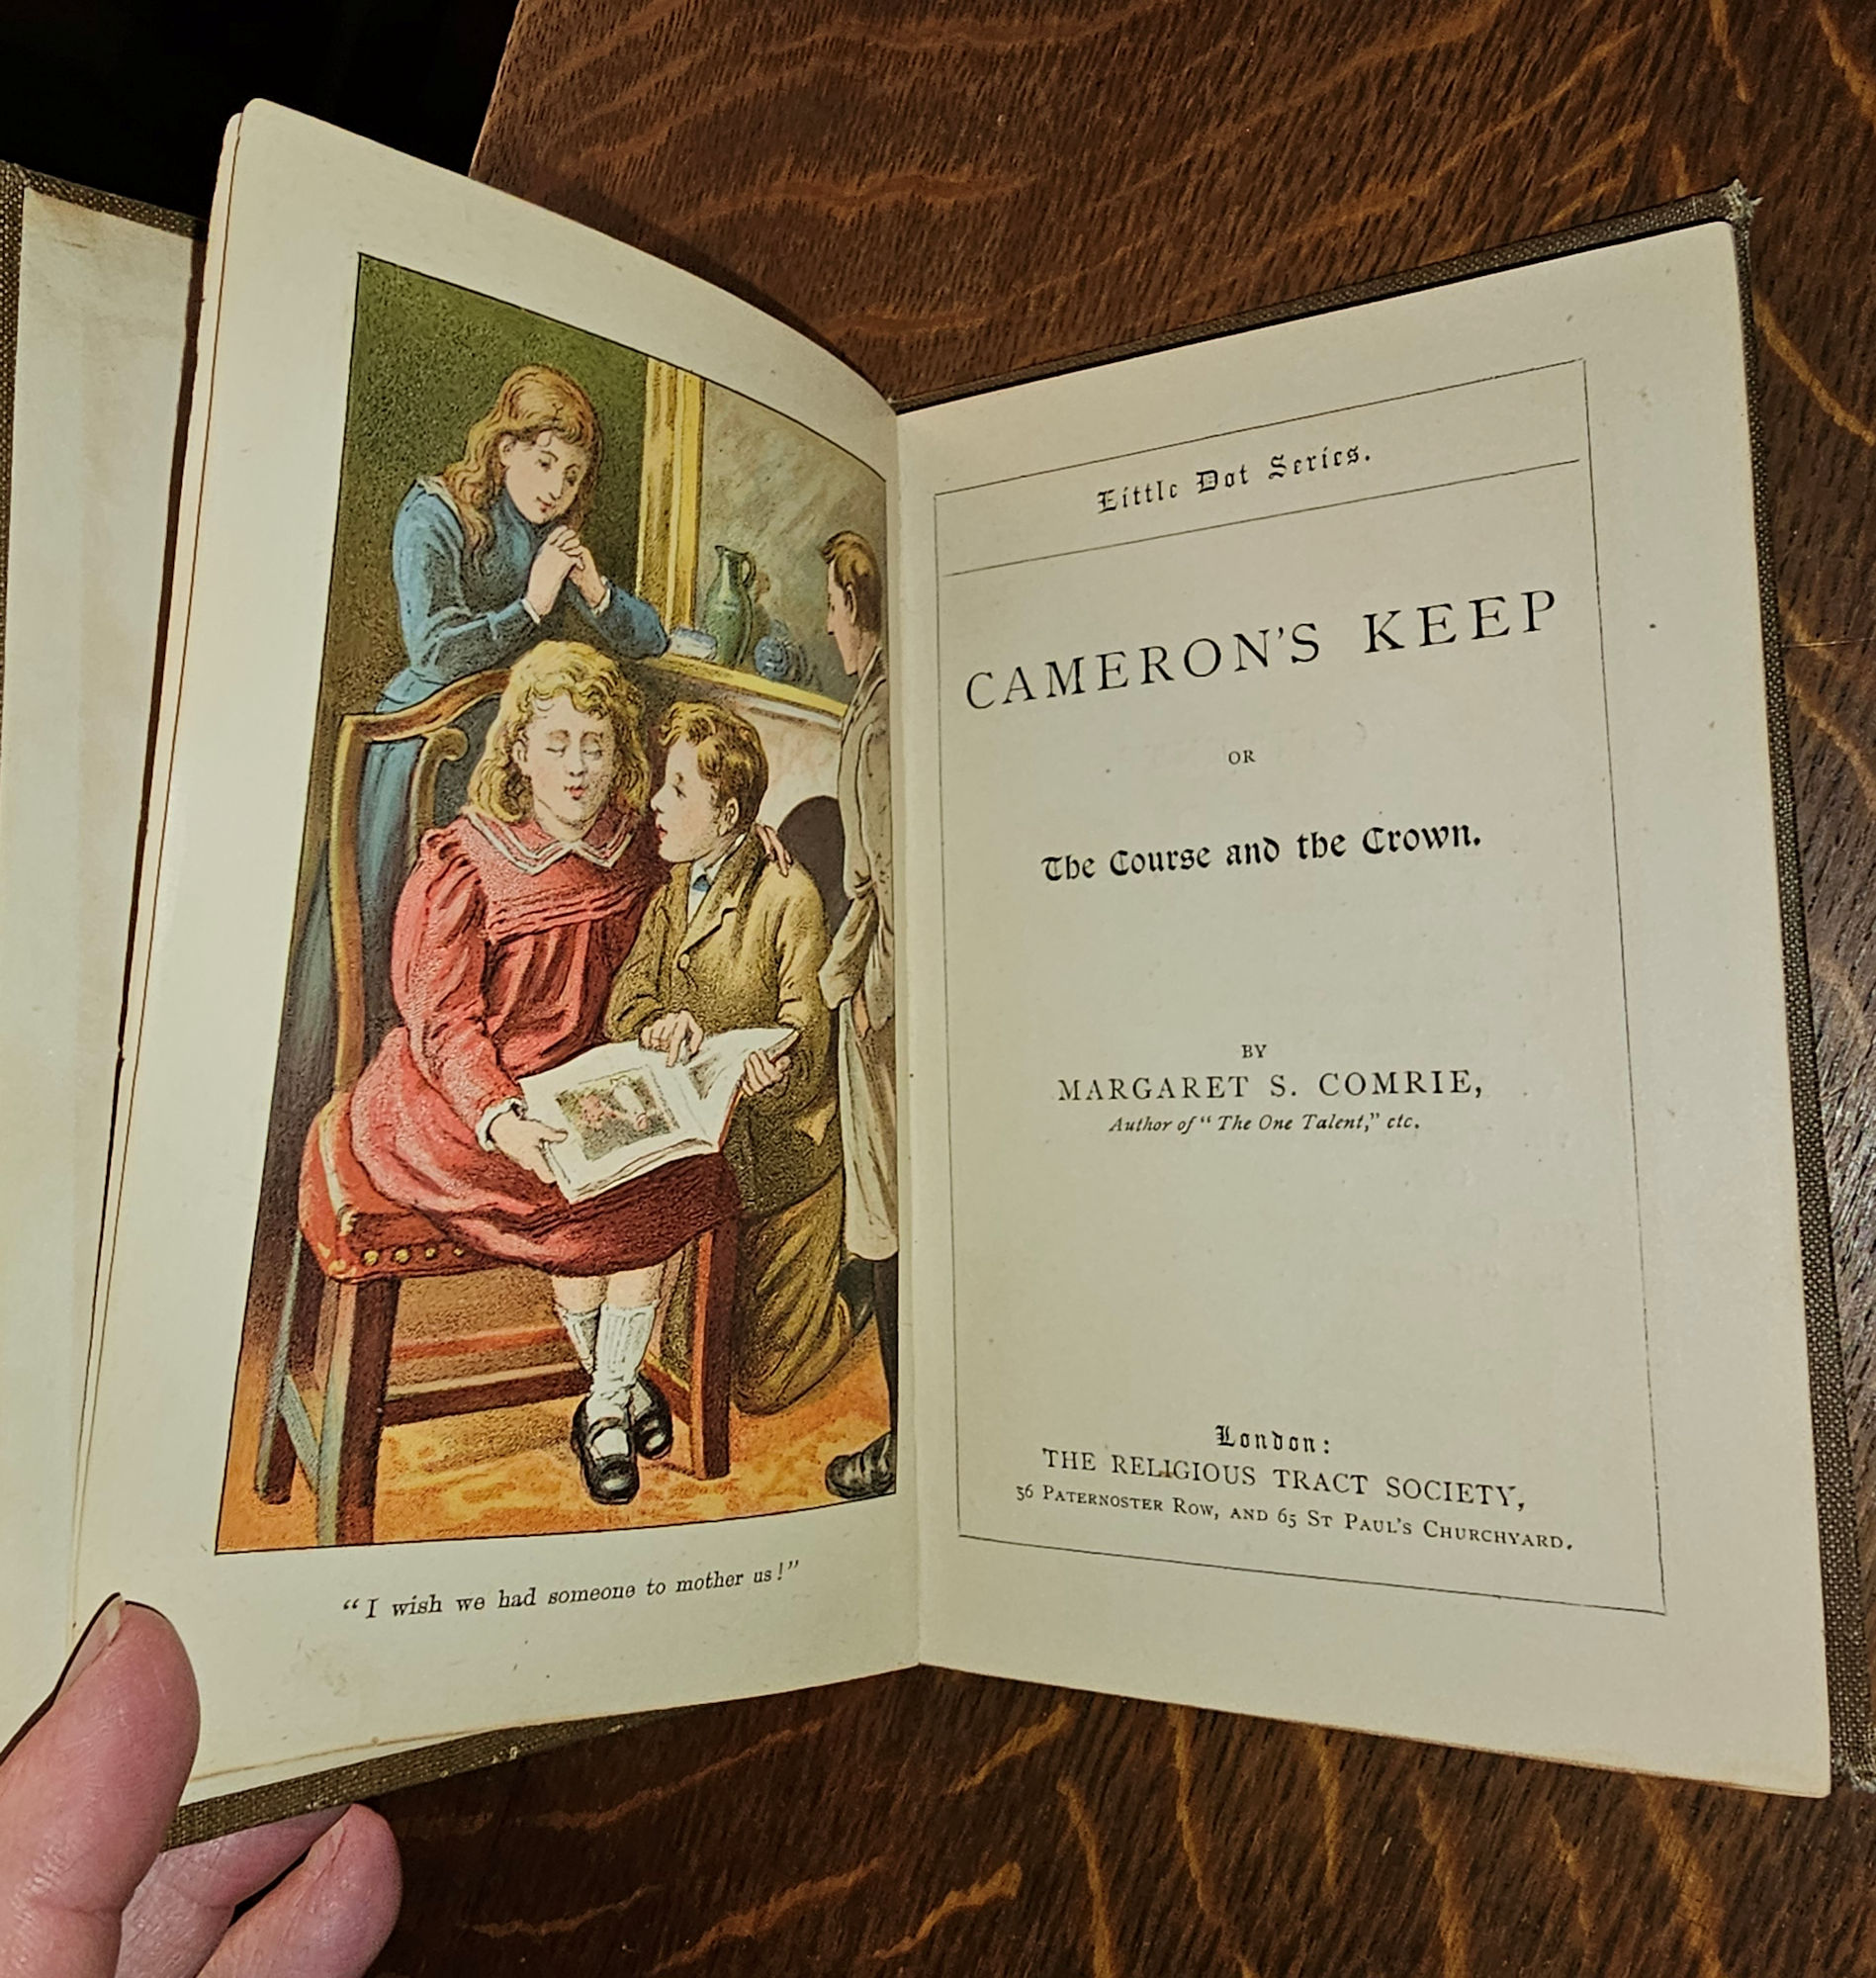 "I wish we had someone to mother us!"
Little Dot Series.
CAMERON'S KEEP
OR
The Course and the Crown.
BY
MARGARET S. COMRIE,
Author of "The One Talent," etc.
London:
THE RELIGIOUS TRACT SOCIETY,
56 PATERNOSTER ROW, AND 65 ST PAUL'S CHURCHYARD.